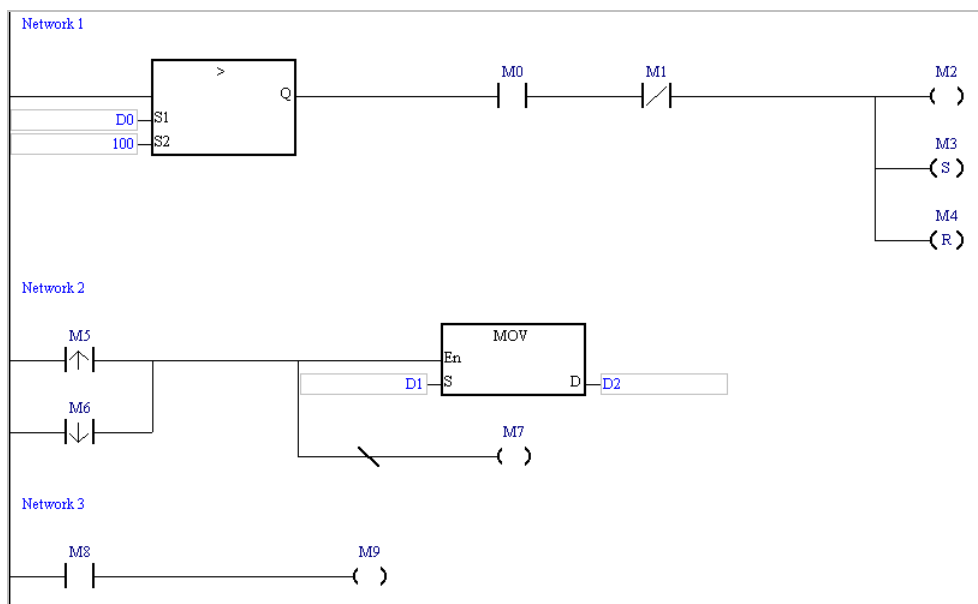 Network 1
>
M0
M1
M2
Q
D0 S1
100 S2
M3
S
M4
R
Network 2
M5
MOV
En
D1 S D D2
M6
M7
Network 3
M8
M9